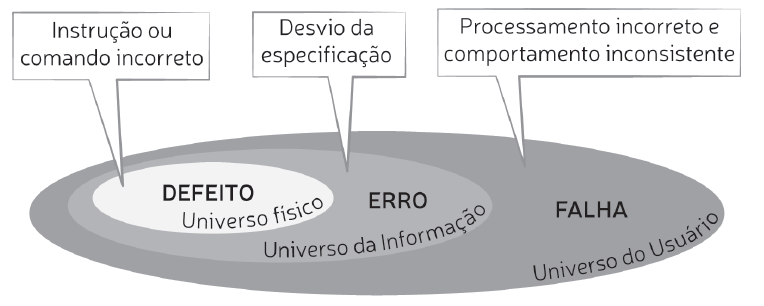 Instrução ou
comando incorreto
Desvio da
especificação
Processamento incorreto e
comportamento inconsistente
DEFEITO
Universo físico
ERRO
Universo da Informação
FALHA
Universo do Usuário